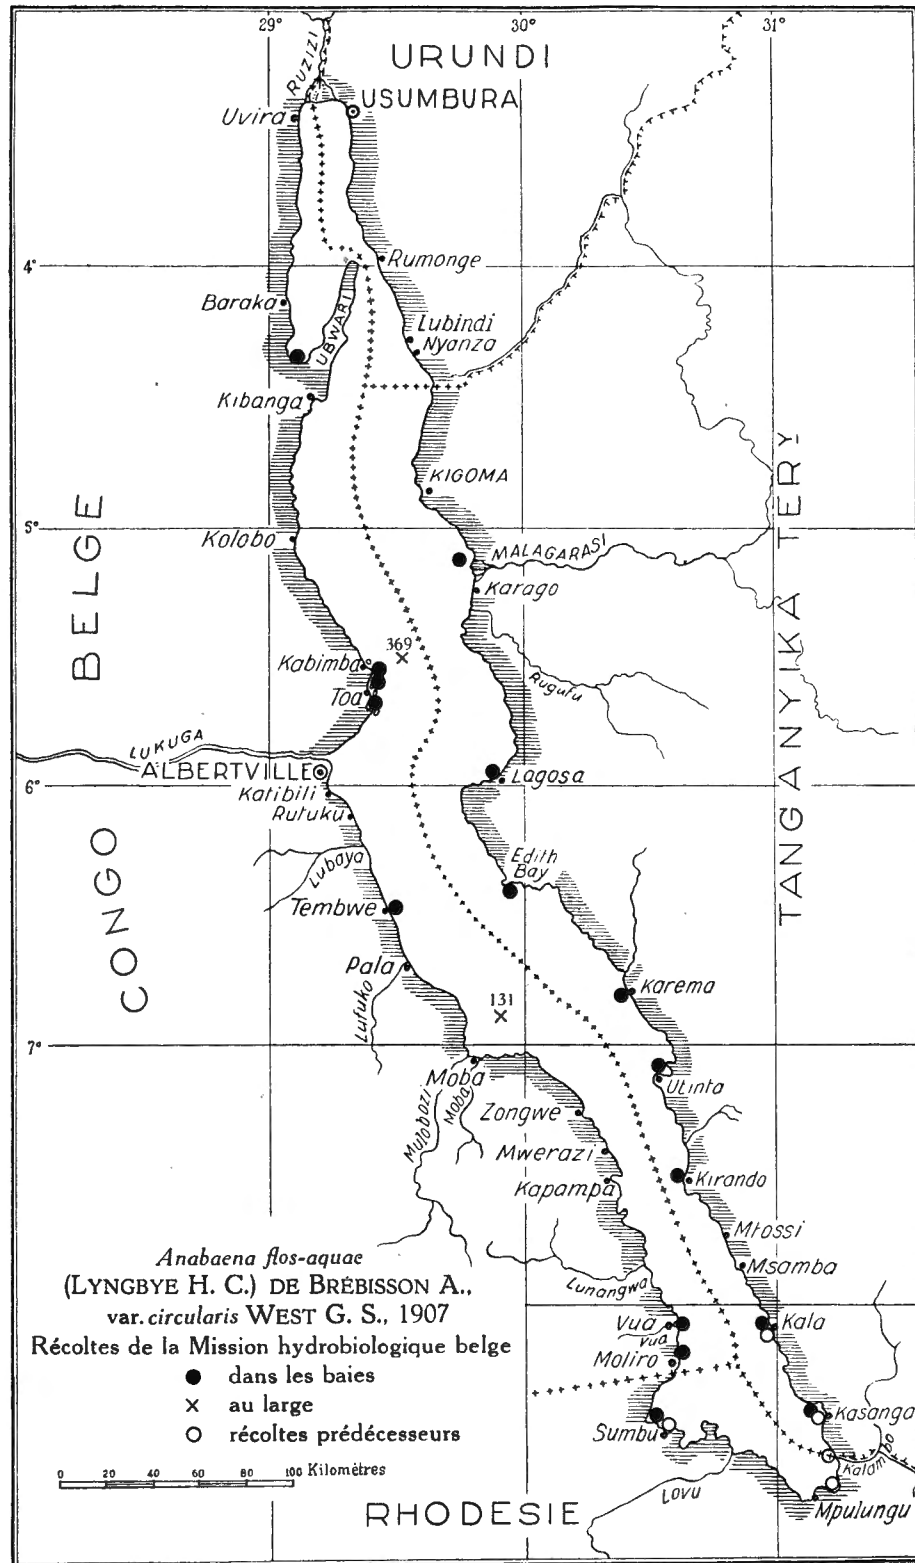 29°
30°
31°
RUZIZI
URUNDI
USUMBURA
Uvira
Rumonge
4°
Baraka
UBWARI
Lubindi
Nyanza
Kibanga
KIGOMA
5°
Kolobo
MALAGARASI
Karago
369
Kabimba
Toa
Rugufu
LUKUGA
ALBERTVILLE
Lagosa
6°
Katibili
Rutuku
Lubaya
Edith
Bay
Tembwe
Pala
Lufuko
131
Karema
7°
Moba
Mulobozi
Moba
Utinta
Zongwe
Mwerazi
Kapampa
Kirando
Mtossi
Msamba
Lunangwa
Vua
Vua
Kala
Moliro
Kasanga
Sumbu
Kalambo
Lovu
Mpulungu
RHODESIE
CONGO BELGE
TANGANYIKA TERY
Anabaena flos-aquae
(LYNGBYE H. C.) DE BRÉBISSON A.,
var. circularis WEST G. S., 1907
Récoltes de la Mission hydrobiologique belge
dans les baies
au large
récoltes prédécesseurs
0 20 40 60 80 100 Kilomètres